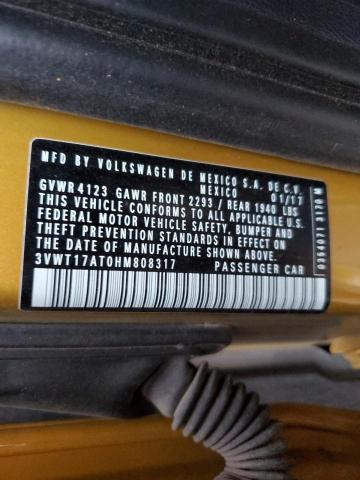 MFD BY VOLKSWAGEN DE MEXICO S.A. DE C.V.
MEXICO 01/17
GVWR 4123 GAWR FRONT 2293 / REAR 1940 LBS
THIS VEHICLE CONFORMS TO ALL APPLICABLE U.S.
FEDERAL MOTOR VEHICLE SAFETY, BUMPER AND
THEFT PREVENTION STANDARDS IN EFFECT ON
THE DATE OF MANUFACTURE SHOWN ABOVE.
3VWT17AT0HM808317 PASSENGER CAR
0364071 3170 M